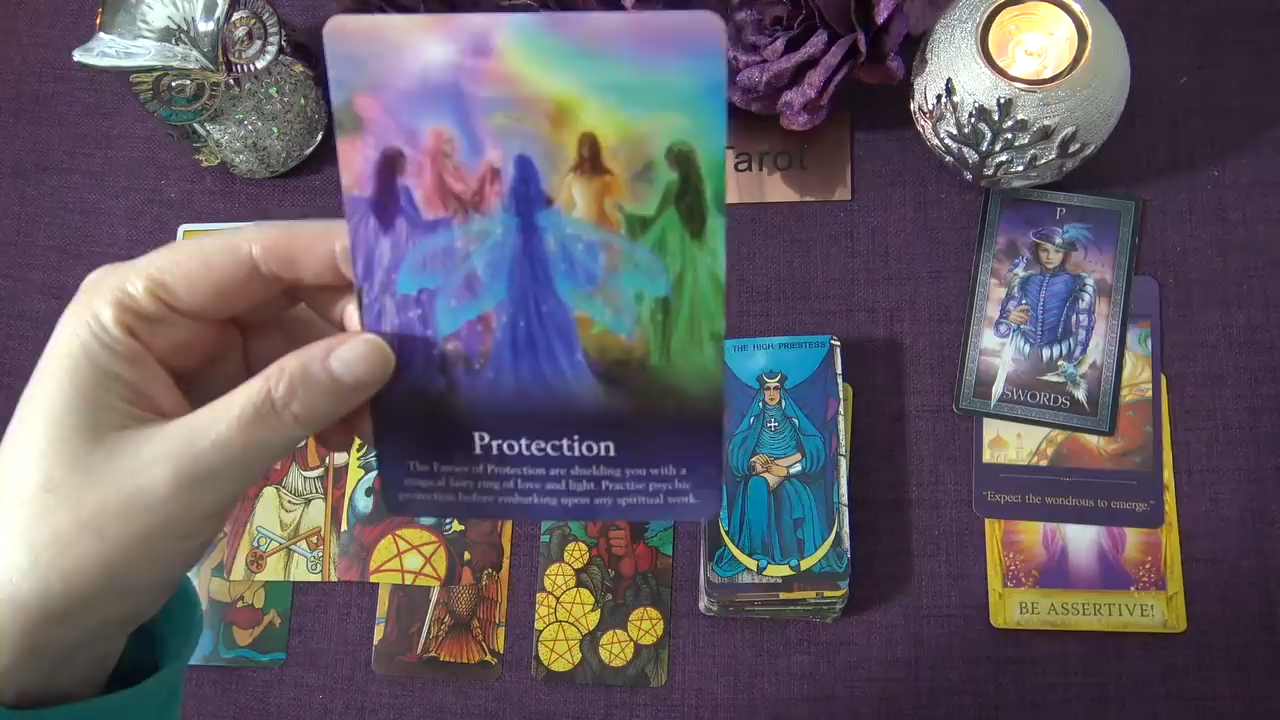 Tarot
P
SWORDS
THE HIGH PRIESTESS
Protection
The Fairies of Protection are shielding you with a
magical fairy ring of love and light. Practise psychic
protection before embarking upon any spiritual work.
"Expect the wondrous to emerge."
BE ASSERTIVE!